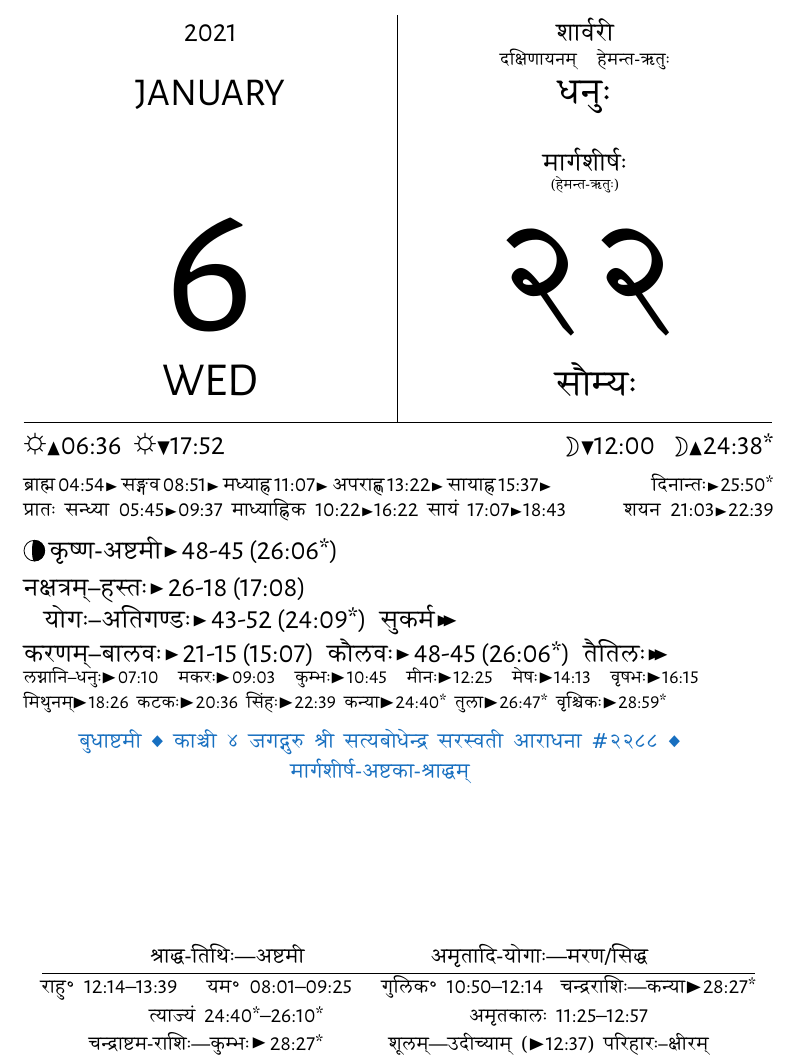 2021
JANUARY
6
WED
शार्वरी
दक्षिणायनम् हेमन्त-ऋतुः
धनुः
मार्गशीर्षः
(हेमन्त-ऋतुः)
२२
सौम्यः
☼▲06:36 ☼▼17:52 ☽▼12:00 ☽▲24:38*
ब्राह्म 04:54► सङ्गव 08:51► मध्याह्न 11:07► अपराह्ण 13:22► सायाह्न 15:37► दिनान्तः►25:50*
प्रातः सन्ध्या 05:45►09:37 माध्याह्निक 10:22►16:22 सायं 17:07►18:43 शयन 21:03►22:39
🌗 कृष्ण-अष्टमी►48-45 (26:06*)
नक्षत्रम्–हस्तः►26-18 (17:08)
योगः–अतिगण्डः►43-52 (24:09*) सुकर्म►►
करणम्–बालवः►21-15 (15:07) कौलवः►48-45 (26:06*) तैतिलः►►
लग्नानि–धनुः►07:10 मकरः►09:03 कुम्भः►10:45 मीनः►12:25 मेषः►14:13 वृषभः►16:15
मिथुनम्►18:26 कटकः►20:36 सिंहः►22:39 कन्या►24:40* तुला►26:47* वृश्चिकः►28:59*
बुधाष्टमी ◆ काञ्ची ४ जगद्गुरु श्री सत्यबोधेन्द्र सरस्वती आराधना #२२८८ ◆
मार्गशीर्ष-अष्टका-श्राद्धम्
श्राद्ध-तिथिः—अष्टमी अमृतादि-योगाः—मरण/सिद्ध
राहु° 12:14–13:39 यम° 08:01–09:25 गुलिक° 10:50–12:14 चन्द्रराशिः—कन्या►28:27*
त्याज्यं 24:40*–26:10* अमृतकालः 11:25–12:57
चन्द्राष्टम-राशिः—कुम्भः►28:27* शूलम्—उदीच्याम् (►12:37) परिहारः–क्षीरम्